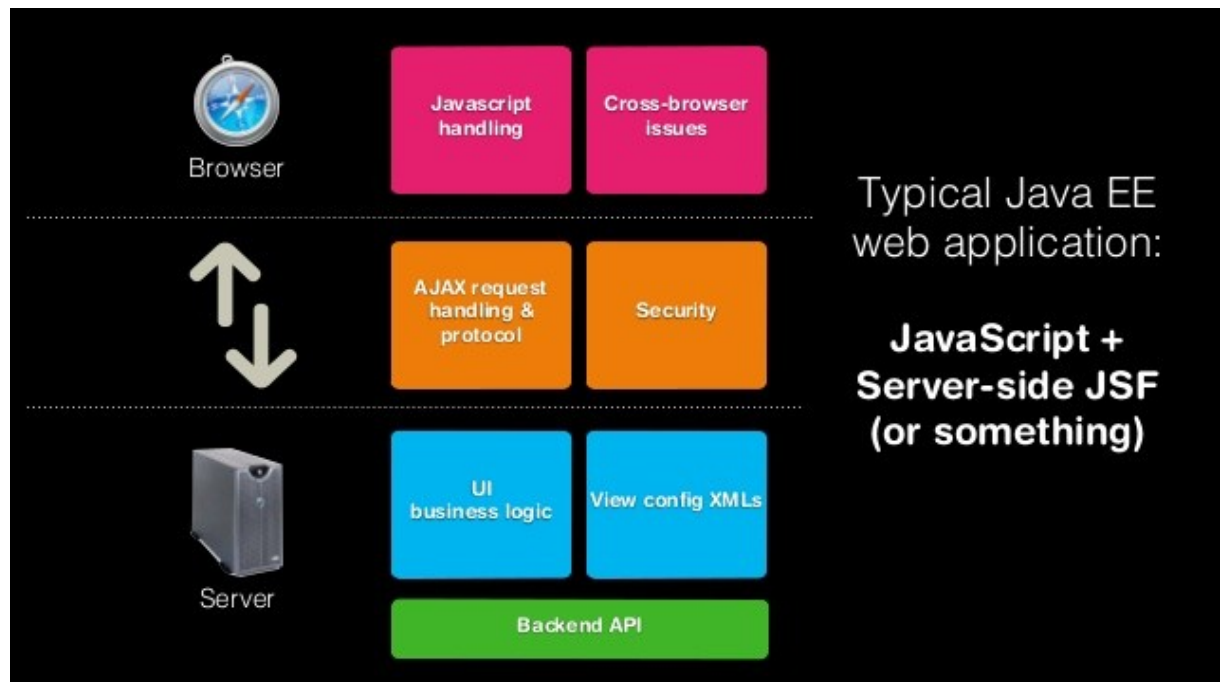 Browser
Javascript
handling
Cross-browser
issues
AJAX request
handling &
protocol
Security
Server
UI
business logic
View config XMLs
Backend API
Typical Java EE
web application:
JavaScript +
Server-side JSF
(or something)